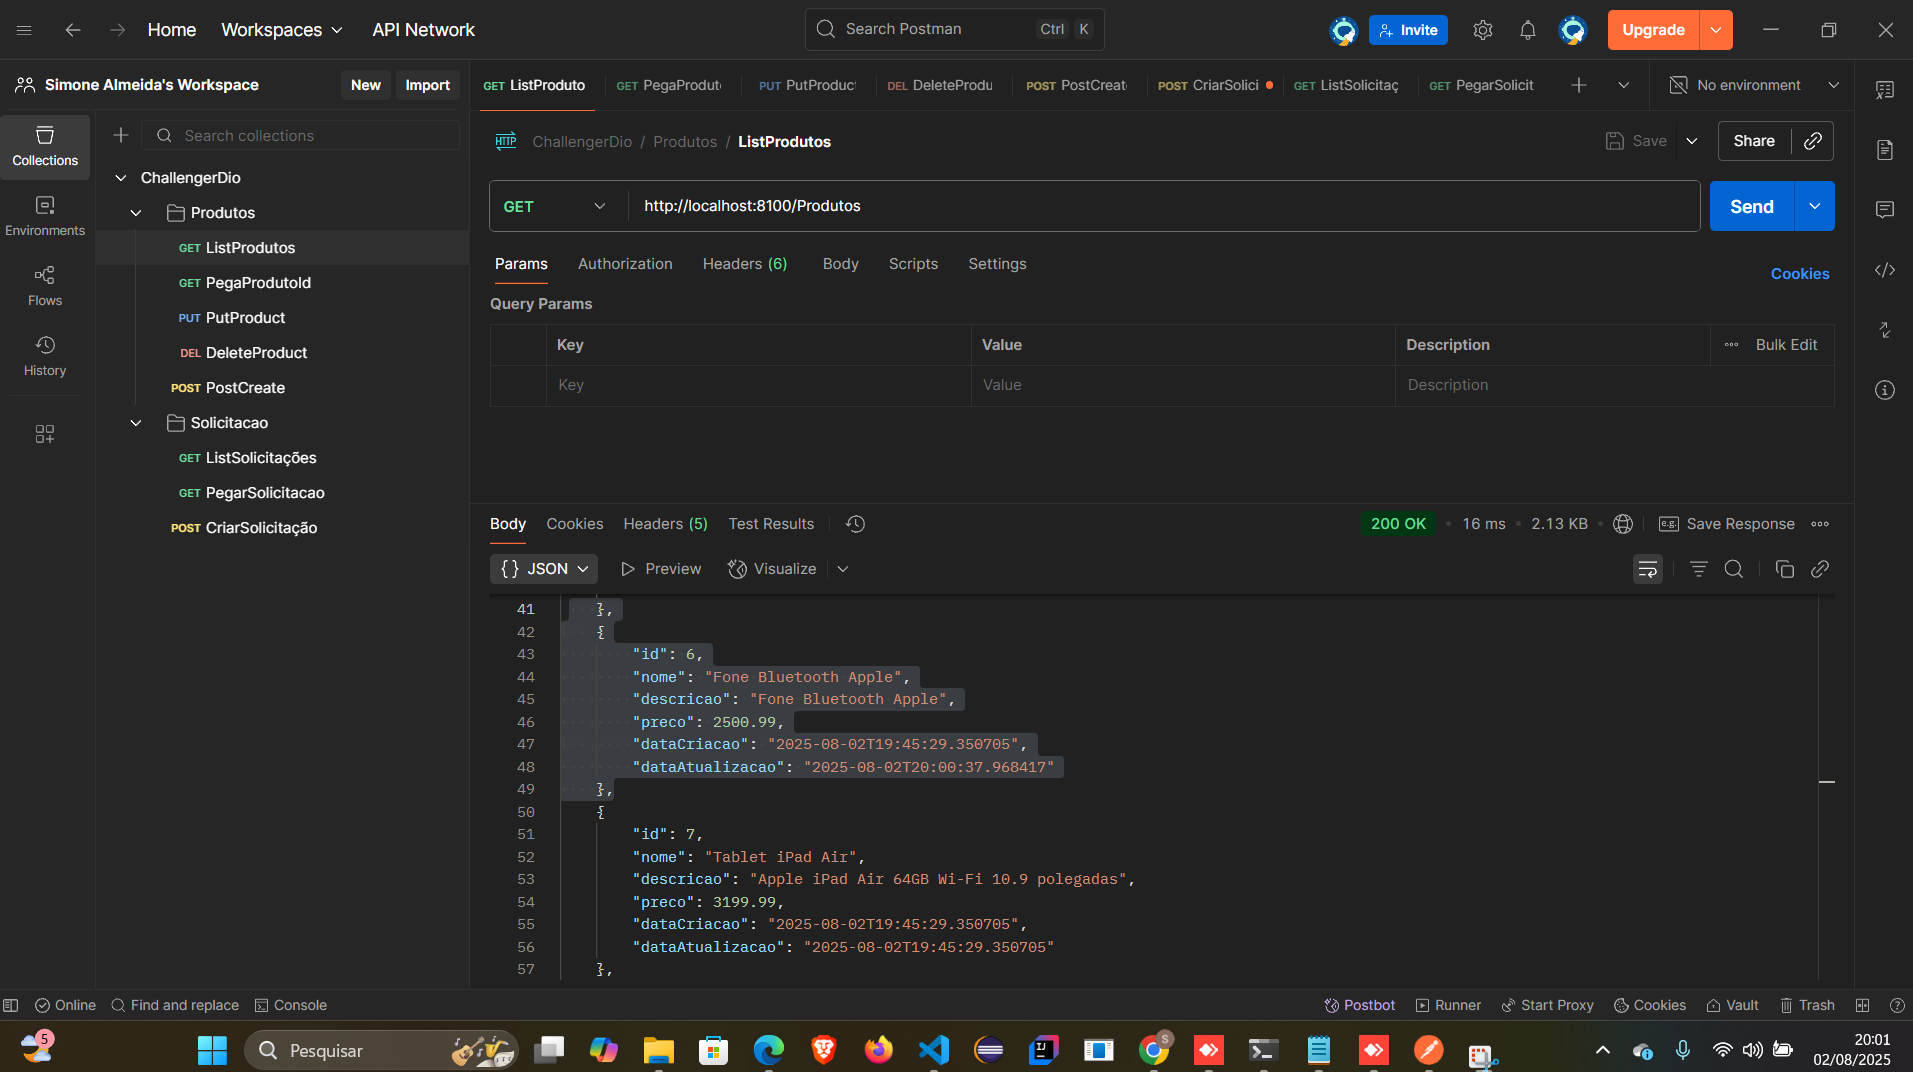 Home
Workspaces
API Network
Search Postman
Ctrl
K
Invite
Upgrade
Simone Almeida's Workspace
New
Import
GET ListProduto
GET PegaProdut
PUT PutProduc
DEL DeleteProdu
POST PostCreate
POST CriarSolici
GET ListSolicitaç
GET PegarSolicit
No environment
Collections
Environments
Flows
History
Search collections
ChallengerDio
Produtos
GET ListProdutos
GET PegaProdutoId
PUT PutProduct
DEL DeleteProduct
POST PostCreate
Solicitacao
GET ListSolicitações
GET PegarSolicitacao
POST CriarSolicitação
HTTP
ChallengerDio / Produtos / ListProdutos
Save
Share
GET
http://localhost:8100/Produtos
Send
Params
Authorization
Headers (6)
Body
Scripts
Settings
Cookies
Query Params
Key
Value
Description
Bulk Edit
Key
Value
Description
Body
Cookies
Headers (5)
Test Results
200 OK
16 ms
2.13 KB
e.g.
Save Response
{} JSON
Preview
Visualize
41 },
42 {
43 "id": 6,
44 "nome": "Fone Bluetooth Apple",
45 "descricao": "Fone Bluetooth Apple",
46 "preco": 2500.99,
47 "dataCriacao": "2025-08-02T19:45:29.350705",
48 "dataAtualizacao": "2025-08-02T20:00:37.968417"
49 },
50 {
51 "id": 7,
52 "nome": "Tablet iPad Air",
53 "descricao": "Apple iPad Air 64GB Wi-Fi 10.9 polegadas",
54 "preco": 3199.99,
55 "dataCriacao": "2025-08-02T19:45:29.350705",
56 "dataAtualizacao": "2025-08-02T19:45:29.350705"
57 },
Online
Find and replace
Console
Postbot
Runner
Start Proxy
Cookies
Vault
Trash
5
Pesquisar
IJ
S
20:01
02/08/2025